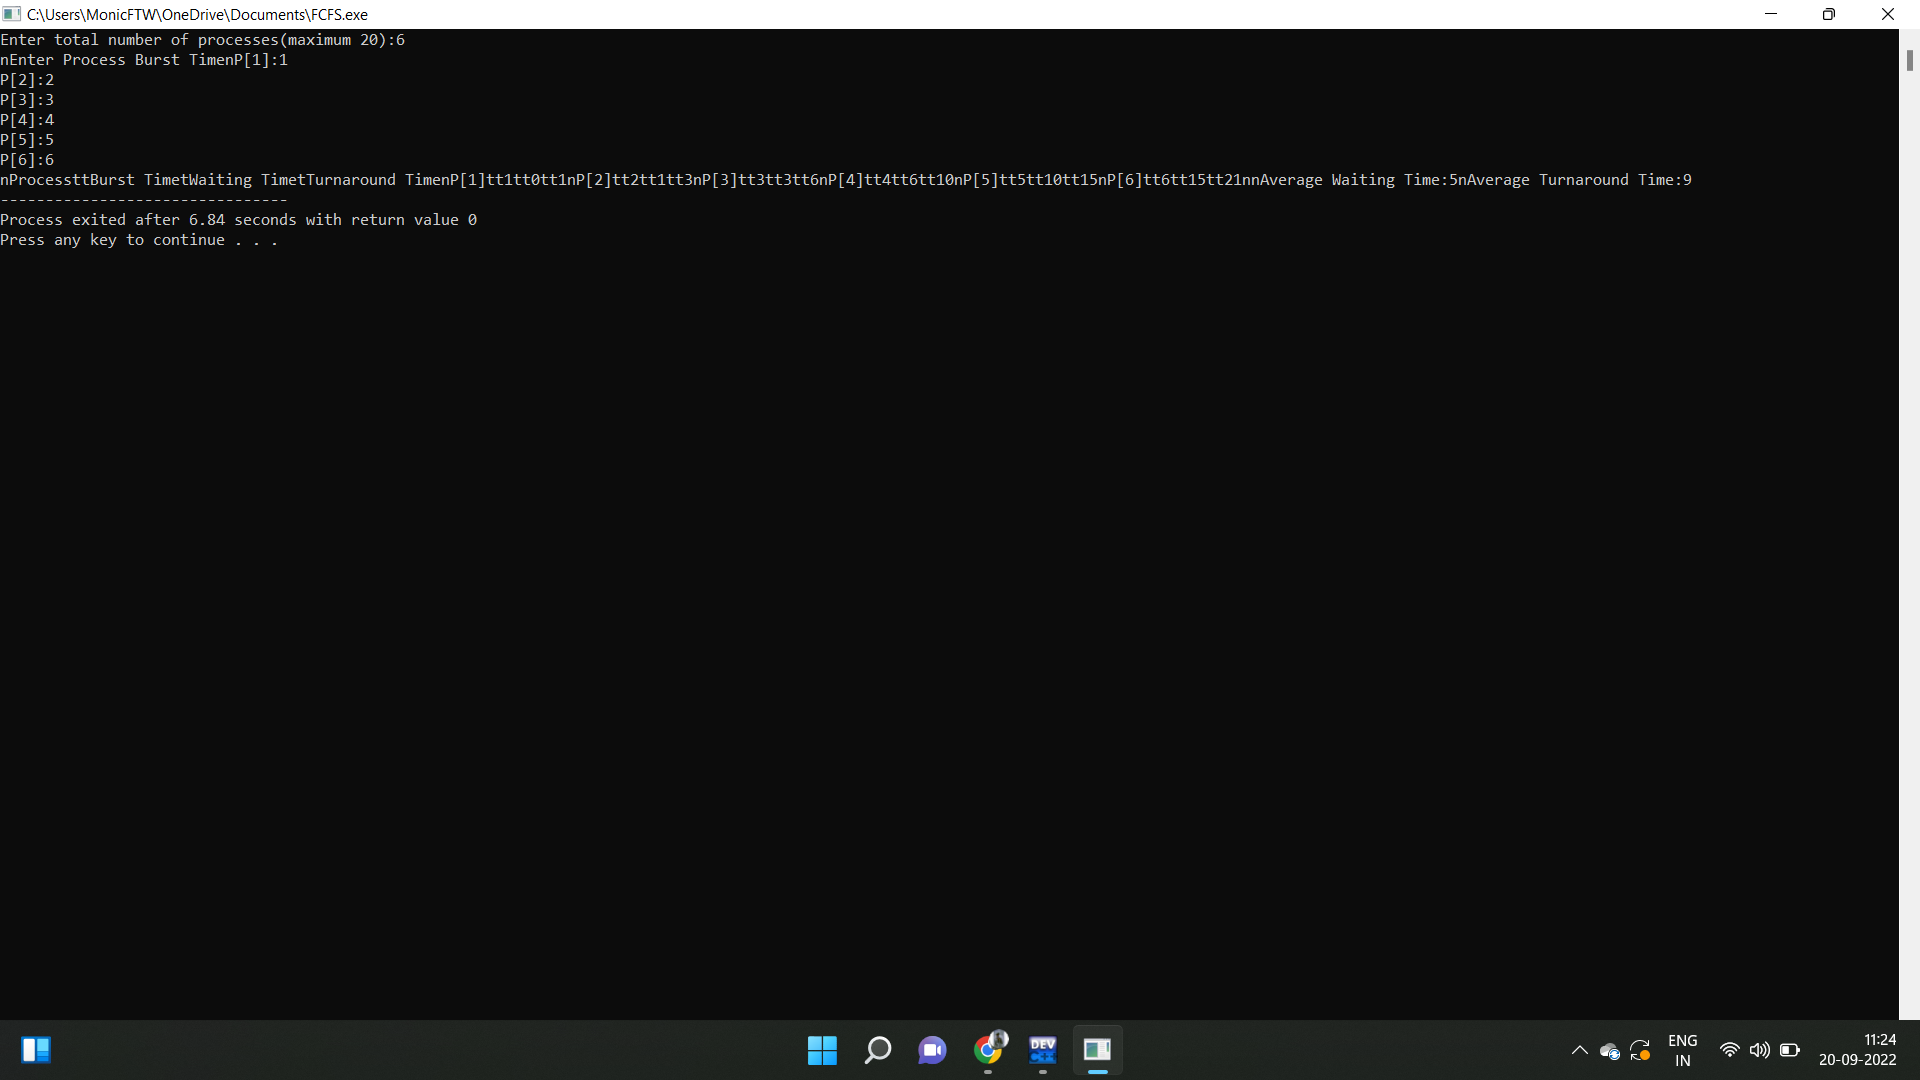 C:\Users\MonicFTW\OneDrive\Documents\FCFS.exe
Enter total number of processes(maximum 20):6
nEnter Process Burst TimenP[1]:1
P[2]:2
P[3]:3
P[4]:4
P[5]:5
P[6]:6
nProcessttBurst TimetWaiting TimetTurnaround TimenP[1]tt1tt0tt1nP[2]tt2tt1tt3nP[3]tt3tt3tt6nP[4]tt4tt6tt10nP[5]tt5tt10tt15nP[6]tt6tt15tt21nnAverage Waiting Time:5nAverage Turnaround Time:9
--------------------------------
Process exited after 6.84 seconds with return value 0
Press any key to continue . . .
DEV
C++
ENG
IN
11:24
20-09-2022